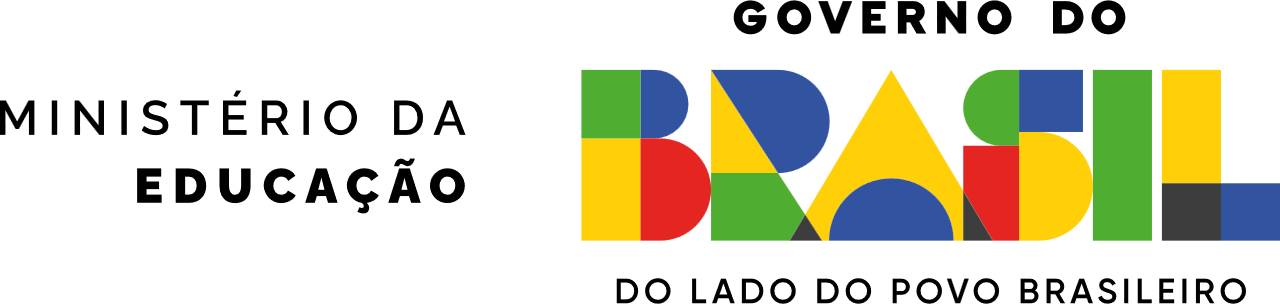 MINISTÉRIO DA
EDUCAÇÃO
GOVERNO DO
BRASIL
DO LADO DO POVO BRASILEIRO